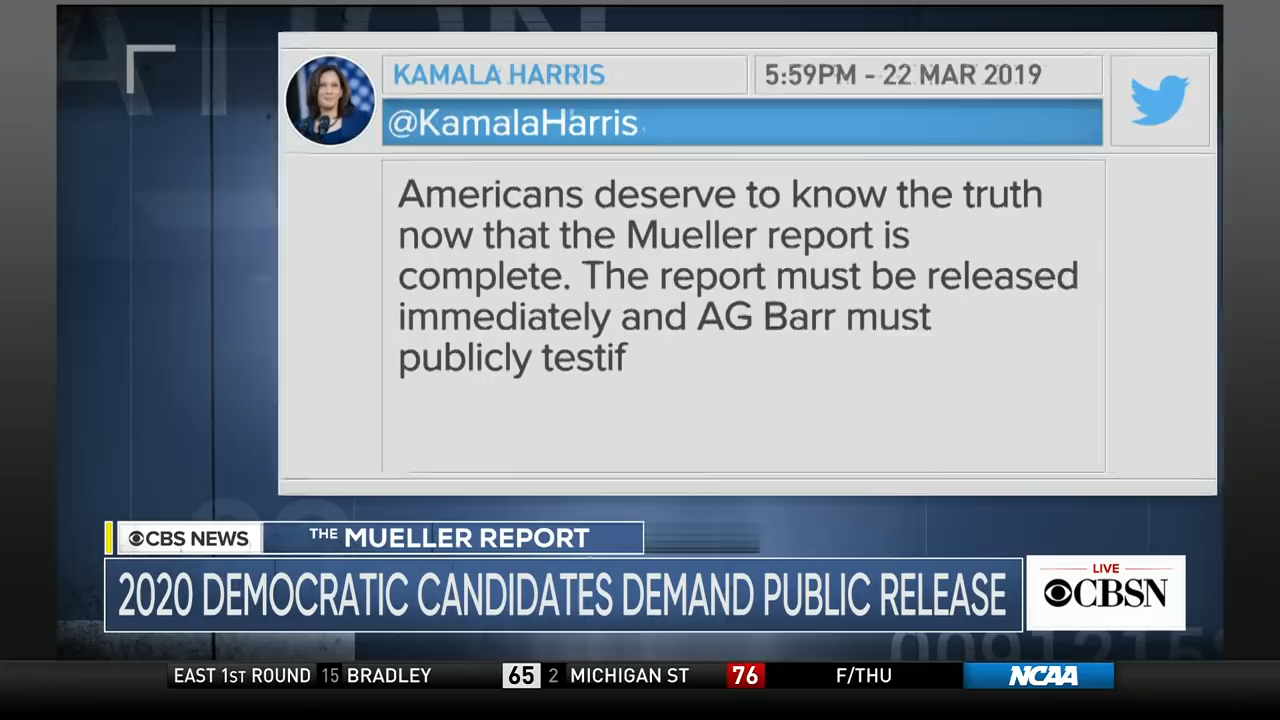 KAMALA HARRIS
5:59PM - 22 MAR 2019
@KamalaHarris
Americans deserve to know the truth
now that the Mueller report is
complete. The report must be released
immediately and AG Barr must
publicly testif
CBS NEWS
THE MUELLER REPORT
2020 DEMOCRATIC CANDIDATES DEMAND PUBLIC RELEASE
LIVE
CBSN
EAST 1ST ROUND 15 BRADLEY 65 2 MICHIGAN ST 76 F/THU NCAA